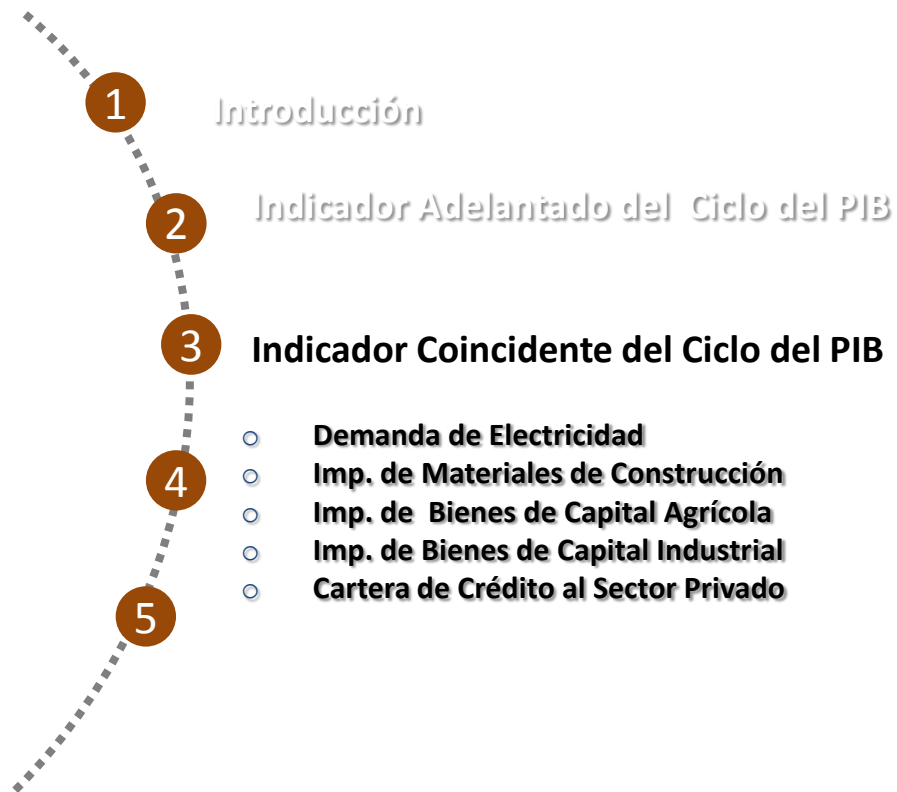 1 Introducción
2 Indicador Adelantado del Ciclo del PIB
3 Indicador Coincidente del Ciclo del PIB
o Demanda de Electricidad
o Imp. de Materiales de Construcción
4
o Imp. de Bienes de Capital Agrícola
o Imp. de Bienes de Capital Industrial
o Cartera de Crédito al Sector Privado
5